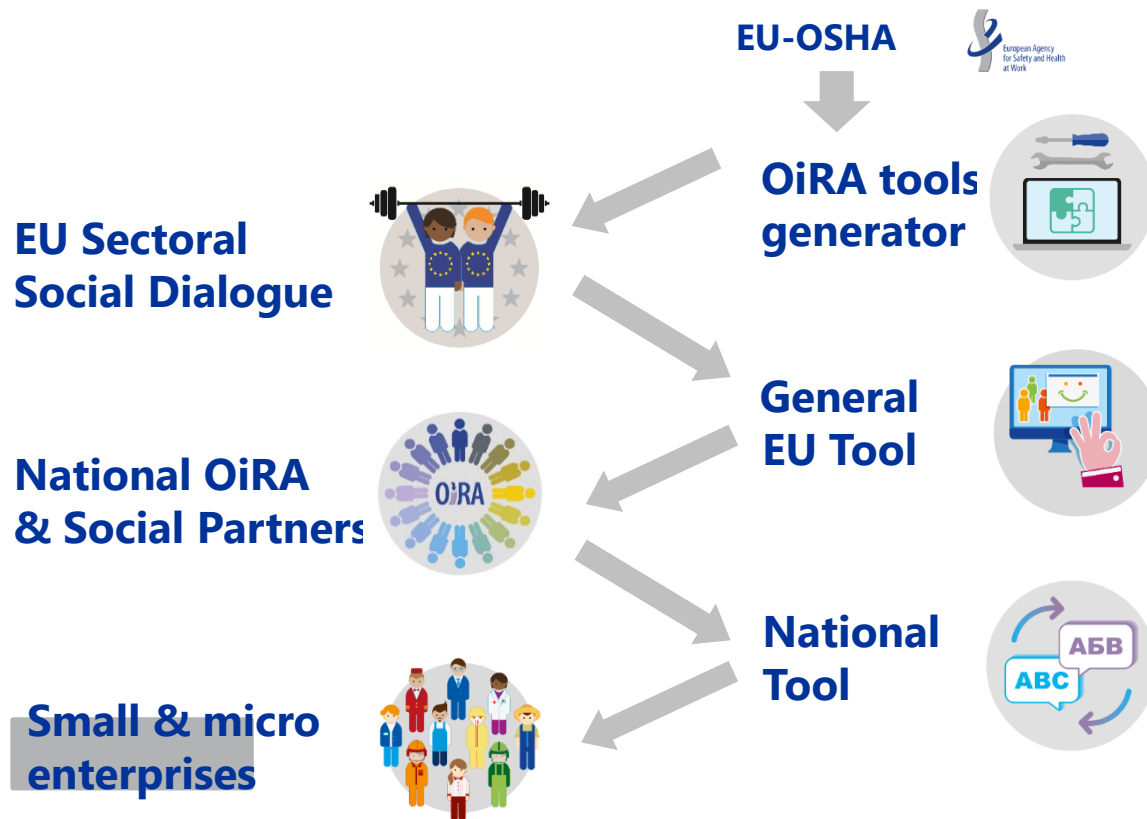 EU-OSHA
European Agency
for Safety and Health
at Work
OiRA tools
generator
EU Sectoral
Social Dialogue
General
EU Tool
National OiRA
& Social Partners
OiRA
National
Tool
АБВ
ABC
Small & micro
enterprises